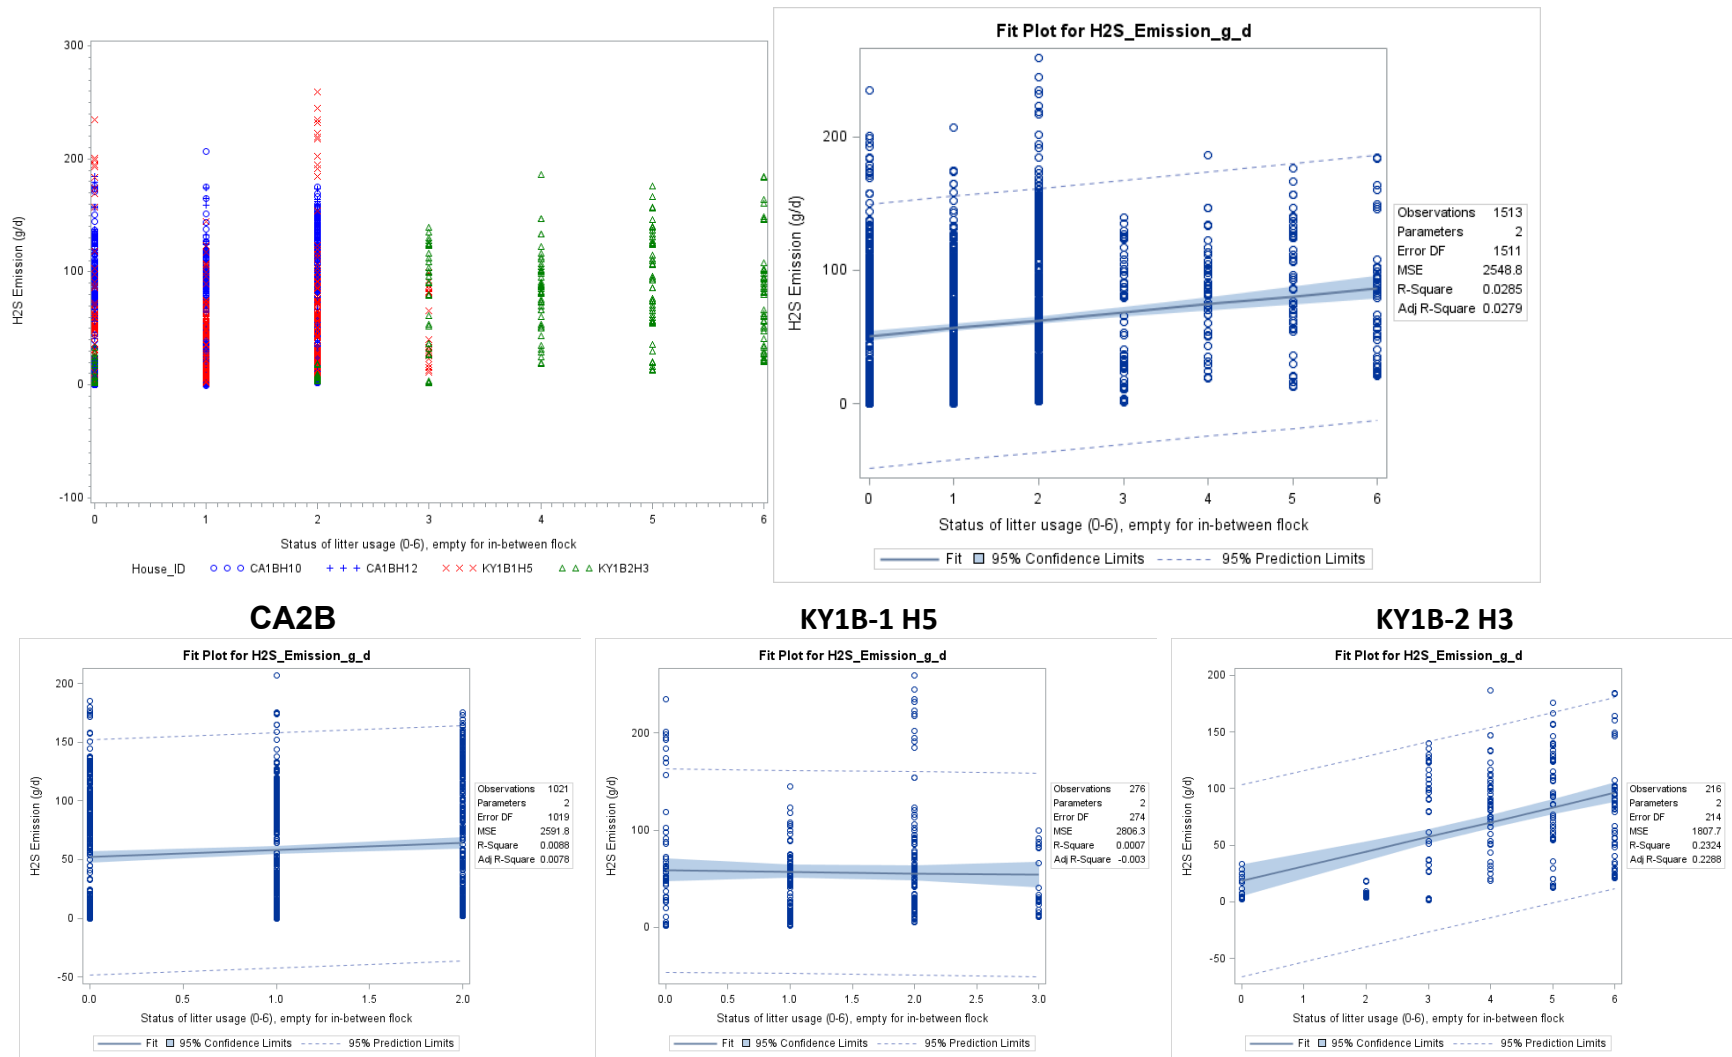 300
200
100
0
-100
H2S Emission (g/d)
0 1 2 3 4 5 6
Status of litter usage (0-6), empty for in-between flock
House_ID CA1BH10 CA1BH12 KY1B1H5 KY1B2H3
Fit Plot for H2S_Emission_g_d
200
100
0
H2S Emission (g/d)
Observations 1513
Parameters 2
Error DF 1511
MSE 2548.8
R-Square 0.0285
Adj R-Square 0.0279
0 1 2 3 4 5 6
Status of litter usage (0-6), empty for in-between flock
Fit 95% Confidence Limits 95% Prediction Limits
CA2B
Fit Plot for H2S_Emission_g_d
200
150
100
50
0
-50
H2S Emission (g/d)
Observations 1021
Parameters 2
Error DF 1019
MSE 2591.8
R-Square 0.0088
Adj R-Square 0.0078
0.0 0.5 1.0 1.5 2.0
Status of litter usage (0-6), empty for in-between flock
Fit 95% Confidence Limits 95% Prediction Limits
KY1B-1 H5
Fit Plot for H2S_Emission_g_d
200
100
0
H2S Emission (g/d)
Observations 276
Parameters 2
Error DF 274
MSE 2806.3
R-Square 0.0007
Adj R-Square -0.003
0.0 0.5 1.0 1.5 2.0 2.5 3.0
Status of litter usage (0-6), empty for in-between flock
Fit 95% Confidence Limits 95% Prediction Limits
KY1B-2 H3
Fit Plot for H2S_Emission_g_d
200
150
100
50
0
-50
H2S Emission (g/d)
Observations 216
Parameters 2
Error DF 214
MSE 1807.7
R-Square 0.2324
Adj R-Square 0.2288
0 1 2 3 4 5 6
Status of litter usage (0-6), empty for in-between flock
Fit 95% Confidence Limits 95% Prediction Limits